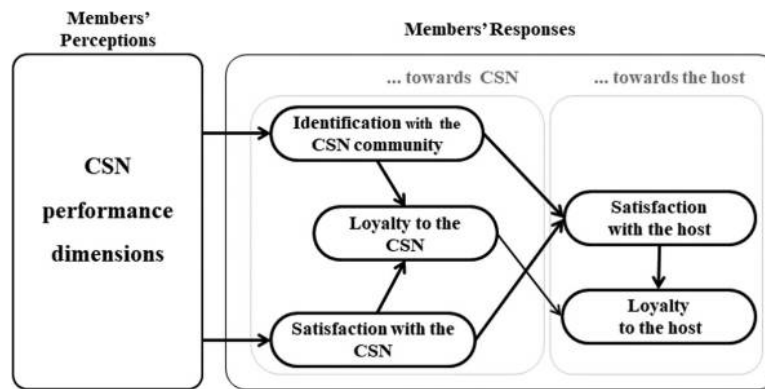 Members’
Perceptions
Members’ Responses
... towards CSN
... towards the host
CSN
performance
dimensions
Identification with the
CSN community
Loyalty to the
CSN
Satisfaction with the
CSN
Satisfaction
with the host
Loyalty
to the host